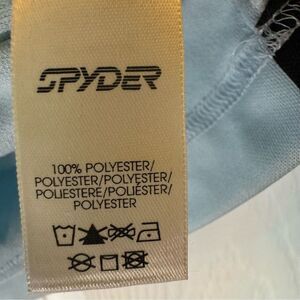 SPYDER
100% POLYESTER/
POLYESTER/POLYESTER/
POLIESTERE/POLIÉSTER/
POLYESTER